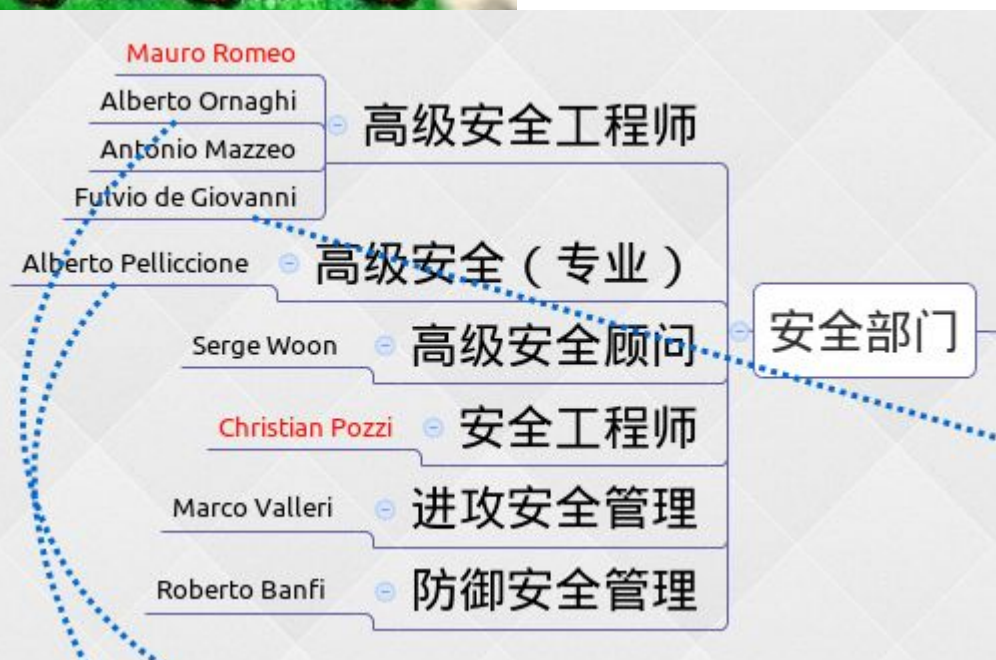 Mauro Romeo
Alberto Ornaghi
高级安全工程师
Antonio Mazzeo
Fulvio de Giovanni
Alberto Pelliccione
高级安全（专业）
Serge Woon
高级安全顾问
安全部门
Christian Pozzi
安全工程师
Marco Valleri
进攻安全管理
Roberto Banfi
防御安全管理